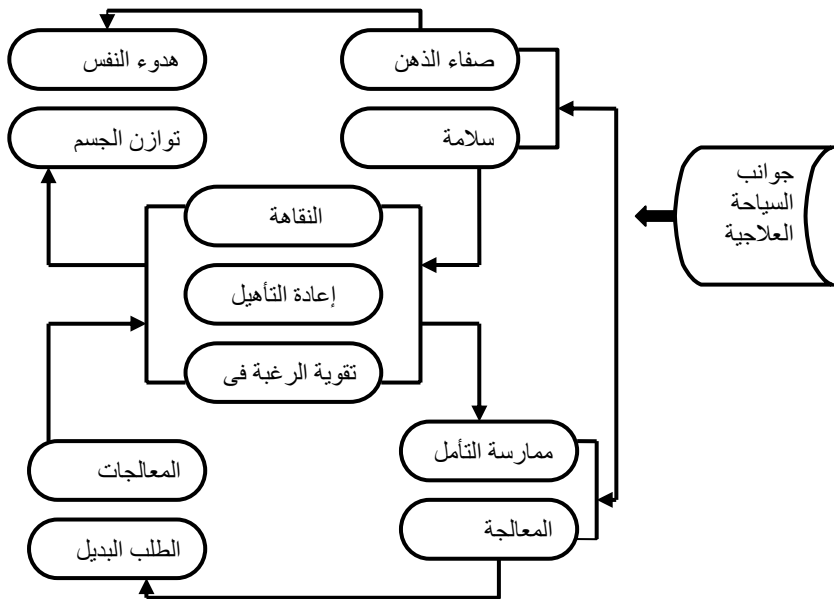 جوانب
السياحة
العلاجية
صفاء الذهن
هدوء النفس
سلامة
توازن الجسم
النقاهة
إعادة التأهيل
تقوية الرغبة فى
ممارسة التأمل
المعالجات
المعالجة
الطلب البديل